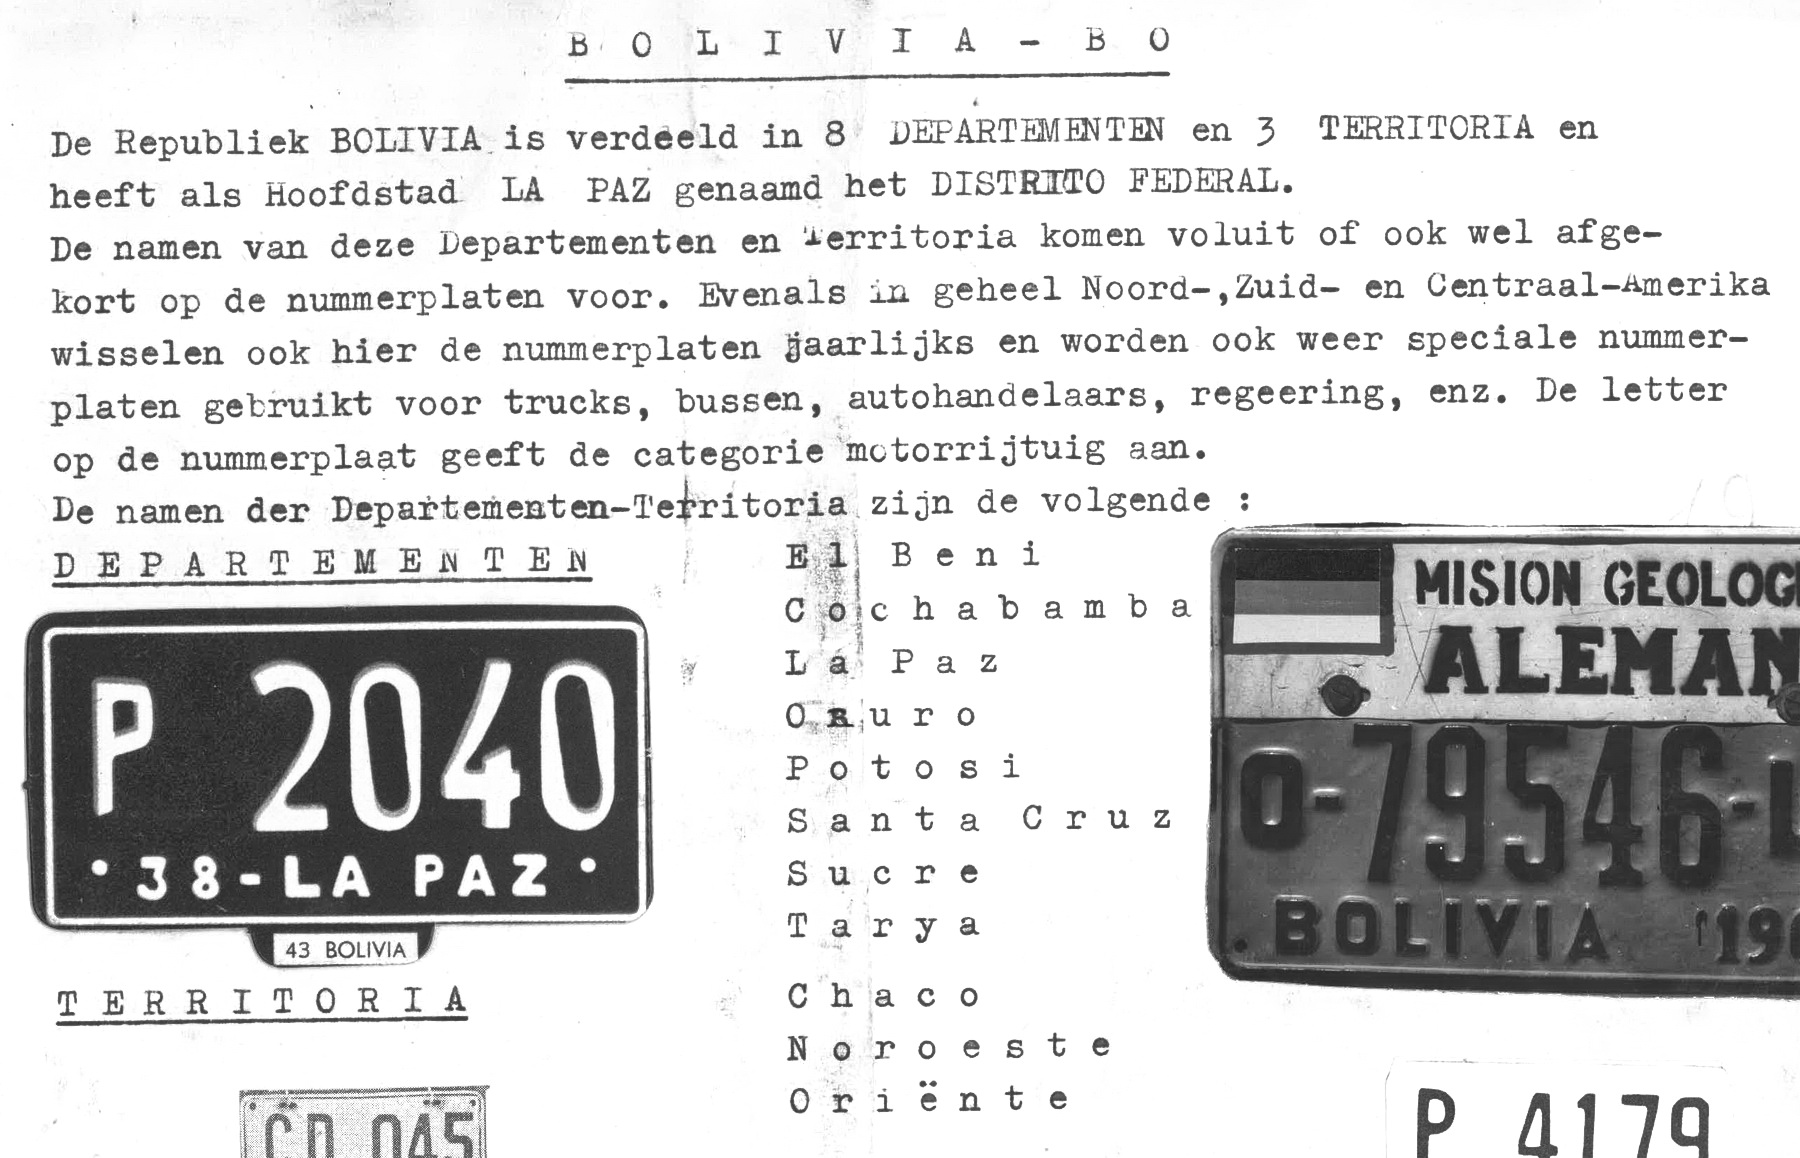 BOLIVIA - BO
De Republiek BOLIVIA is verdeeld in 8 DEPARTEMENTEN en 3 TERRITORIA en
heeft als Hoofdstad LA PAZ genaamd het DISTRITO FEDERAL.
De namen van deze Departementen en Territoria komen voluit of ook wel afge-
kort op de nummerplaten voor. Evenals in geheel Noord-,Zuid- en Centraal-Amerika
wisselen ook hier de nummerplaten jaarlijks en worden ook weer speciale nummer-
platen gebruikt voor trucks, bussen, autohandelaars, regeering, enz. De letter
op de nummerplaat geeft de categorie motorrijtuig aan.
De namen der Departementen-Territoria zijn de volgende :
DEPARTEMENTEN
El Beni
Cochabamba
La Paz
Oruro
Potosi
Santa Cruz
Sucre
Tarya
P 2040
·38-LA PAZ·
43 BOLIVIA
MISION GEOLOG
ALEMAN
O-79546-L
BOLIVIA 19
TERRITORIA
Chaco
Noroeste
Oriënte
CD 045
P 4179